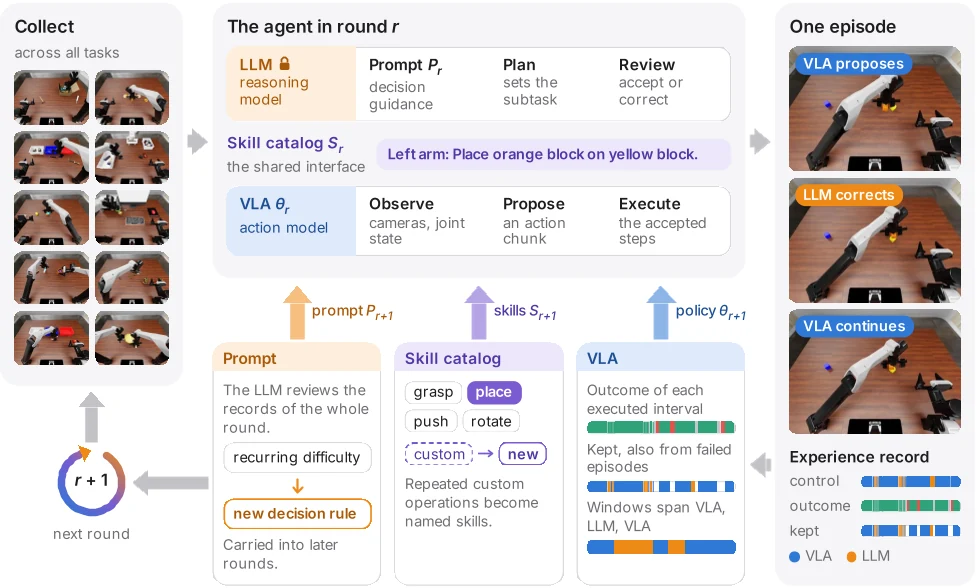 Collect
across all tasks
The agent in round r
LLM
reasoning
model
Prompt Pr
decision
guidance
Plan
sets the
subtask
Review
accept or
correct
Skill catalog Sr
the shared interface
Left arm: Place orange block on yellow block.
VLA θr
action model
Observe
cameras, joint
state
Propose
an action
chunk
Execute
the accepted
steps
One episode
VLA proposes
LLM corrects
VLA continues
Experience record
control
outcome
kept
VLA
LLM
prompt Pr+1
skills Sr+1
policy θr+1
Prompt
The LLM reviews the
records of the whole
round.
recurring difficulty
new decision rule
Carried into later
rounds.
Skill catalog
grasp
place
push
rotate
custom
new
Repeated custom
operations become
named skills.
VLA
Outcome of each
executed interval
Kept, also from failed
episodes
Windows span VLA,
LLM, VLA
r + 1
next round